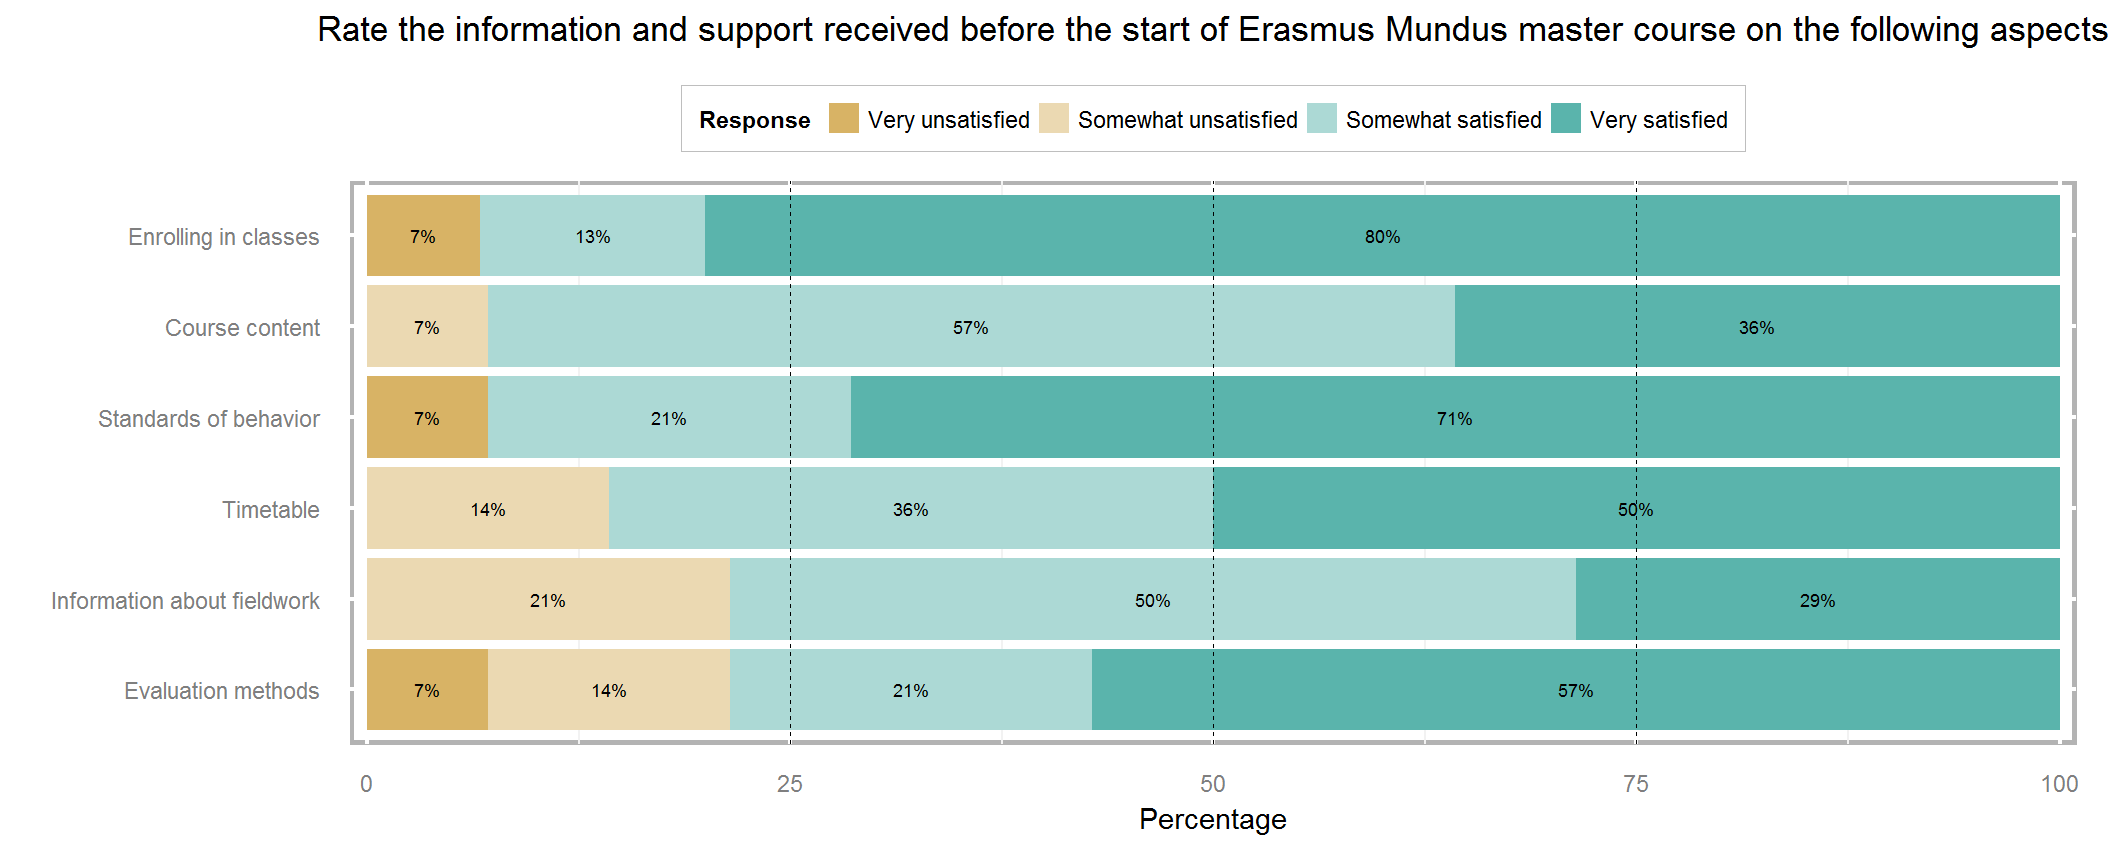 Rate the information and support received before the start of Erasmus Mundus master course on the following aspects
Response Very unsatisfied Somewhat unsatisfied Somewhat satisfied Very satisfied
Enrolling in classes 7% 13% 80%
Course content 7% 57% 36%
Standards of behavior 7% 21% 71%
Timetable 14% 36% 50%
Information about fieldwork 21% 50% 29%
Evaluation methods 7% 14% 21% 57%
0 25 50 75 100
Percentage